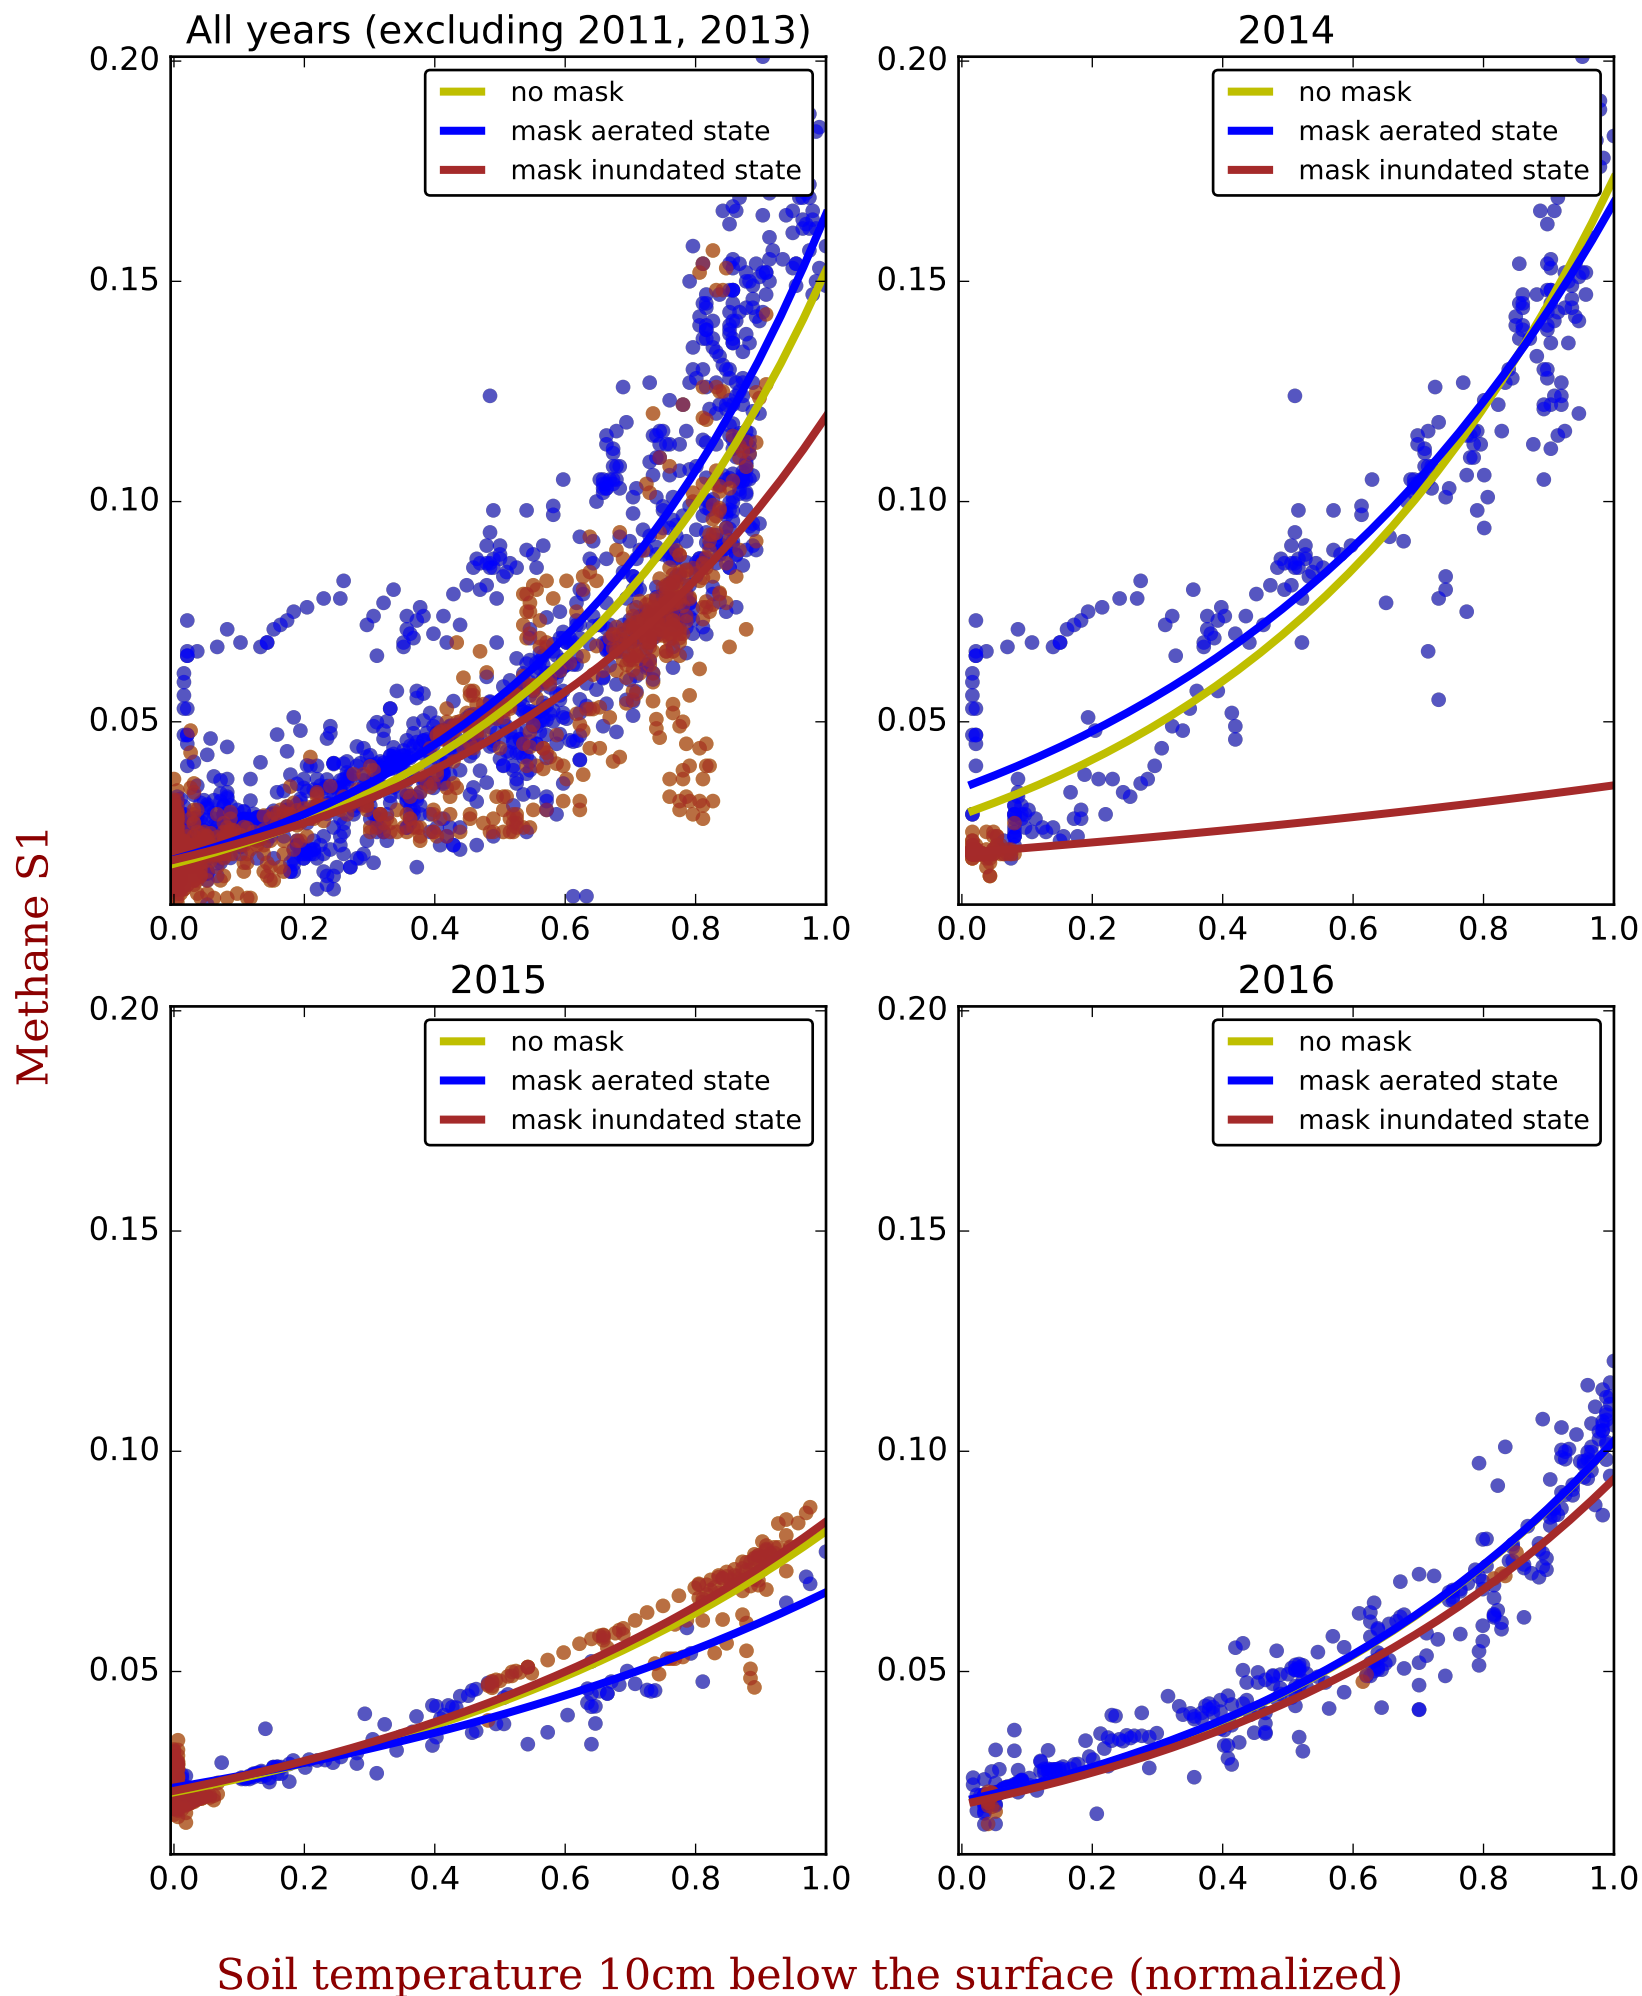 All years (excluding 2011, 2013)
0.20
0.15
0.10
0.05
no mask
mask aerated state
mask inundated state
0.0 0.2 0.4 0.6 0.8 1.0
2014
0.20
0.15
0.10
0.05
no mask
mask aerated state
mask inundated state
0.0 0.2 0.4 0.6 0.8 1.0
Methane S1
2015
0.20
0.15
0.10
0.05
no mask
mask aerated state
mask inundated state
0.0 0.2 0.4 0.6 0.8 1.0
2016
0.20
0.15
0.10
0.05
no mask
mask aerated state
mask inundated state
0.0 0.2 0.4 0.6 0.8 1.0
Soil temperature 10cm below the surface (normalized)